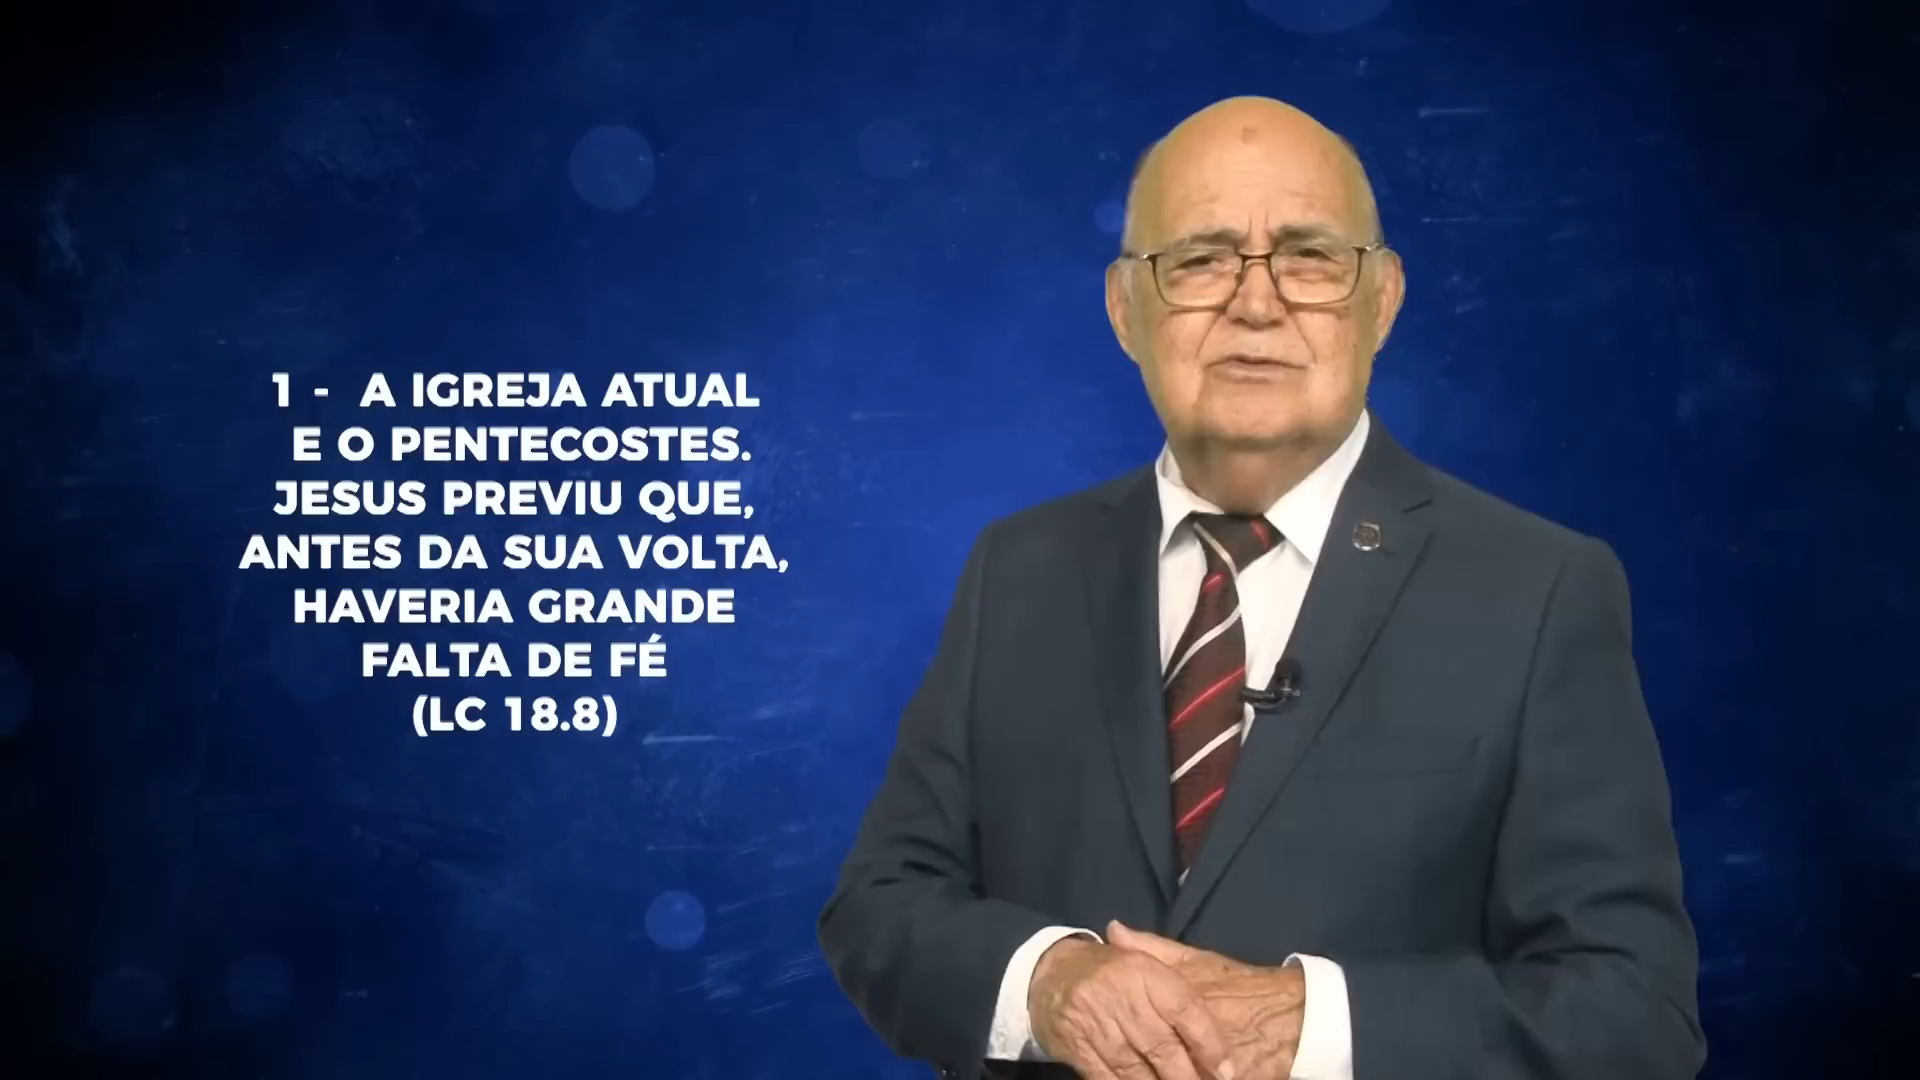 1 - A IGREJA ATUAL
E O PENTECOSTES.
JESUS PREVIU QUE,
ANTES DA SUA VOLTA,
HAVERIA GRANDE
FALTA DE FÉ
(LC 18.8)